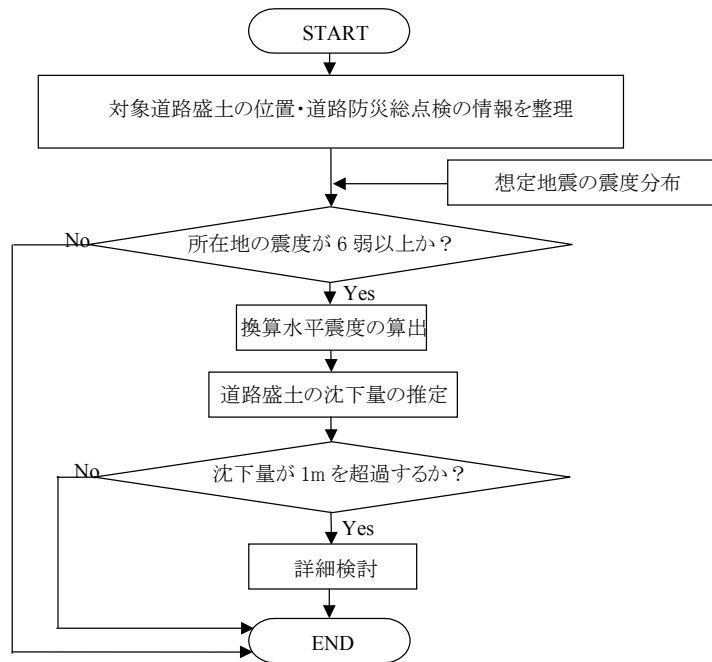 START
対象道路盛土の位置・道路防災総点検の情報を整理
想定地震の震度分布
No
所在地の震度が 6 弱以上か？
Yes
換算水平震度の算出
道路盛土の沈下量の推定
No
沈下量が 1m を超過するか？
Yes
詳細検討
END